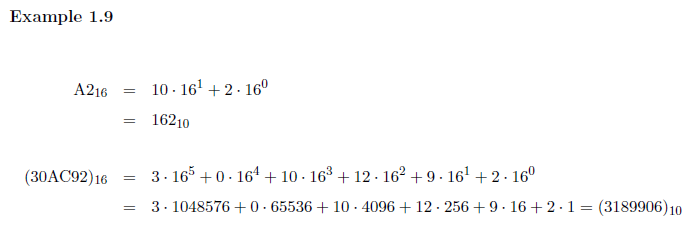 Example 1.9
A2₁₆ = 10 · 16¹ + 2 · 16⁰
= 162₁₀
(30AC92)₁₆ = 3 · 16⁵ + 0 · 16⁴ + 10 · 16³ + 12 · 16² + 9 · 16¹ + 2 · 16⁰
= 3 · 1048576 + 0 · 65536 + 10 · 4096 + 12 · 256 + 9 · 16 + 2 · 1 = (3189906)₁₀